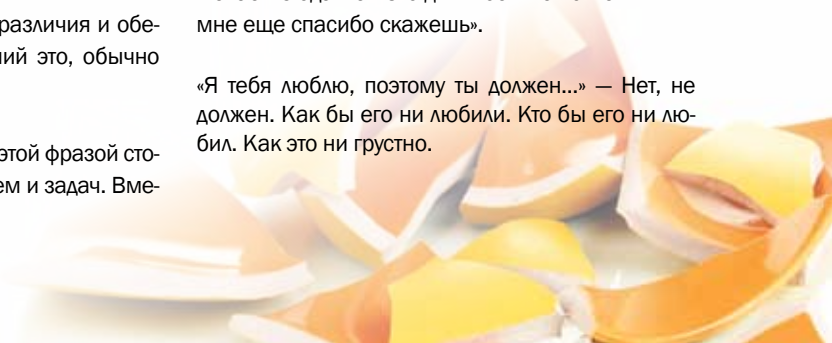 различия и обе-
ий это, обычно
этой фразой сто-
ем и задач. Вме-
мне еще спасибо скажешь».
«Я тебя люблю, поэтому ты должен...» — Нет, не
должен. Как бы его ни любили. Кто бы его ни лю-
бил. Как это ни грустно.